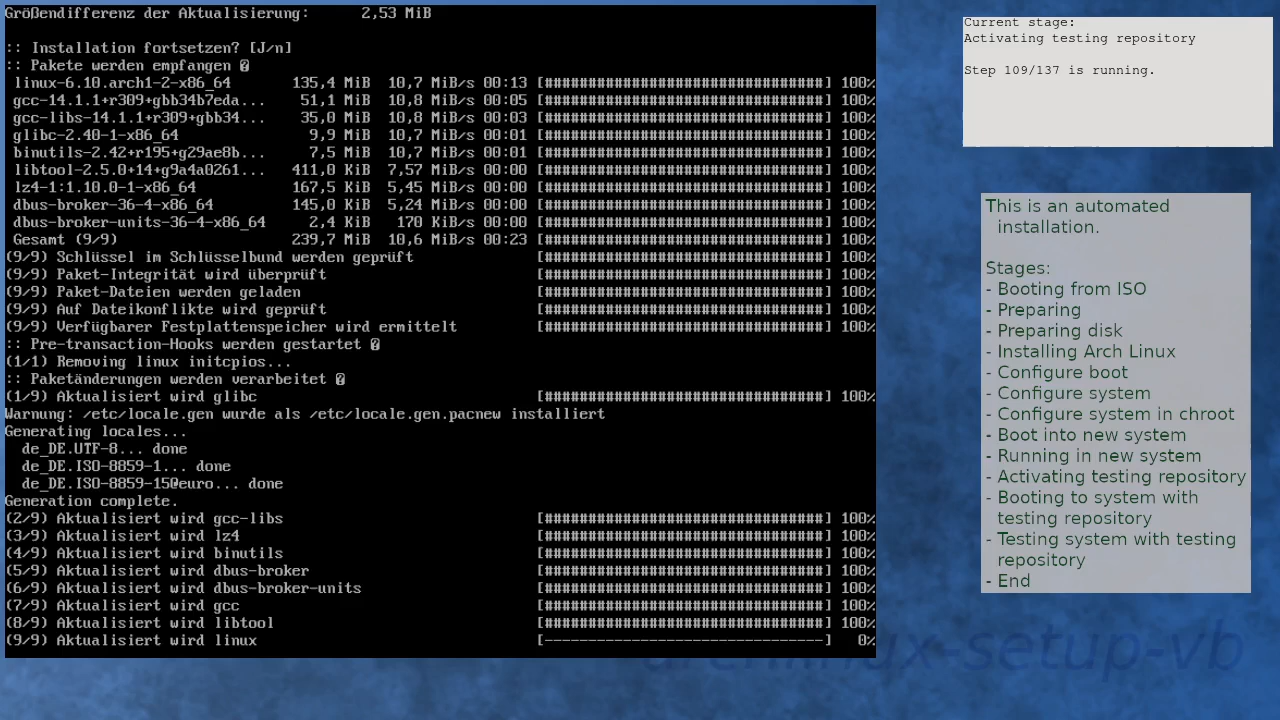 Größendifferenz der Aktualisierung:      2,53 MiB
:: Installation fortsetzen? [J/n]
:: Pakete werden empfangen �
linux-6.10.arch1-2-x86_64       135,4 MiB  10,7 MiB/s 00:13 [################################] 100%
gcc-14.1.1+r309+gbb34b7eda...    51,1 MiB  10,8 MiB/s 00:05 [################################] 100%
gcc-libs-14.1.1+r309+gbb34...    35,0 MiB  10,8 MiB/s 00:03 [################################] 100%
glibc-2.40-1-x86_64               9,9 MiB  10,7 MiB/s 00:01 [################################] 100%
binutils-2.42+r195+g29ae8b...     7,5 MiB  10,7 MiB/s 00:01 [################################] 100%
libtool-2.5.0+14+g9a4a0261...   411,0 KiB  7,57 MiB/s 00:00 [################################] 100%
lz4-1:1.10.0-1-x86_64           167,5 KiB  5,45 MiB/s 00:00 [################################] 100%
dbus-broker-36-4-x86_64         145,0 KiB  5,24 MiB/s 00:00 [################################] 100%
dbus-broker-units-36-4-x86_64     2,4 KiB   170 KiB/s 00:00 [################################] 100%
Gesamt (9/9)                    239,7 MiB  10,6 MiB/s 00:23 [################################] 100%
(9/9) Schlüssel im Schlüsselbund werden geprüft [################################] 100%
(9/9) Paket-Integrität wird überprüft [################################] 100%
(9/9) Paket-Dateien werden geladen [################################] 100%
(9/9) Auf Dateikonflikte wird geprüft [################################] 100%
(9/9) Verfügbarer Festplattenspeicher wird ermittelt [################################] 100%
:: Pre-transaction-Hooks werden gestartet �
(1/1) Removing linux initcpios...
:: Paketänderungen werden verarbeitet �
(1/9) Aktualisiert wird glibc [################################] 100%
Warnung: /etc/locale.gen wurde als /etc/locale.gen.pacnew installiert
Generating locales...
de_DE.UTF-8... done
de_DE.ISO-8859-1... done
de_DE.ISO-8859-15@euro... done
Generation complete.
(2/9) Aktualisiert wird gcc-libs [################################] 100%
(3/9) Aktualisiert wird lz4 [################################] 100%
(4/9) Aktualisiert wird binutils [################################] 100%
(5/9) Aktualisiert wird dbus-broker [################################] 100%
(6/9) Aktualisiert wird dbus-broker-units [################################] 100%
(7/9) Aktualisiert wird gcc [################################] 100%
(8/9) Aktualisiert wird libtool [################################] 100%
(9/9) Aktualisiert wird linux [--------------------------------] 0%
Current stage:
Activating testing repository
Step 109/137 is running.
This is an automated
installation.
Stages:
- Booting from ISO
- Preparing
- Preparing disk
- Installing Arch Linux
- Configure boot
- Configure system
- Configure system in chroot
- Boot into new system
- Running in new system
- Activating testing repository
- Booting to system with
testing repository
- Testing system with testing
repository
- End
archlinux-setup-vb